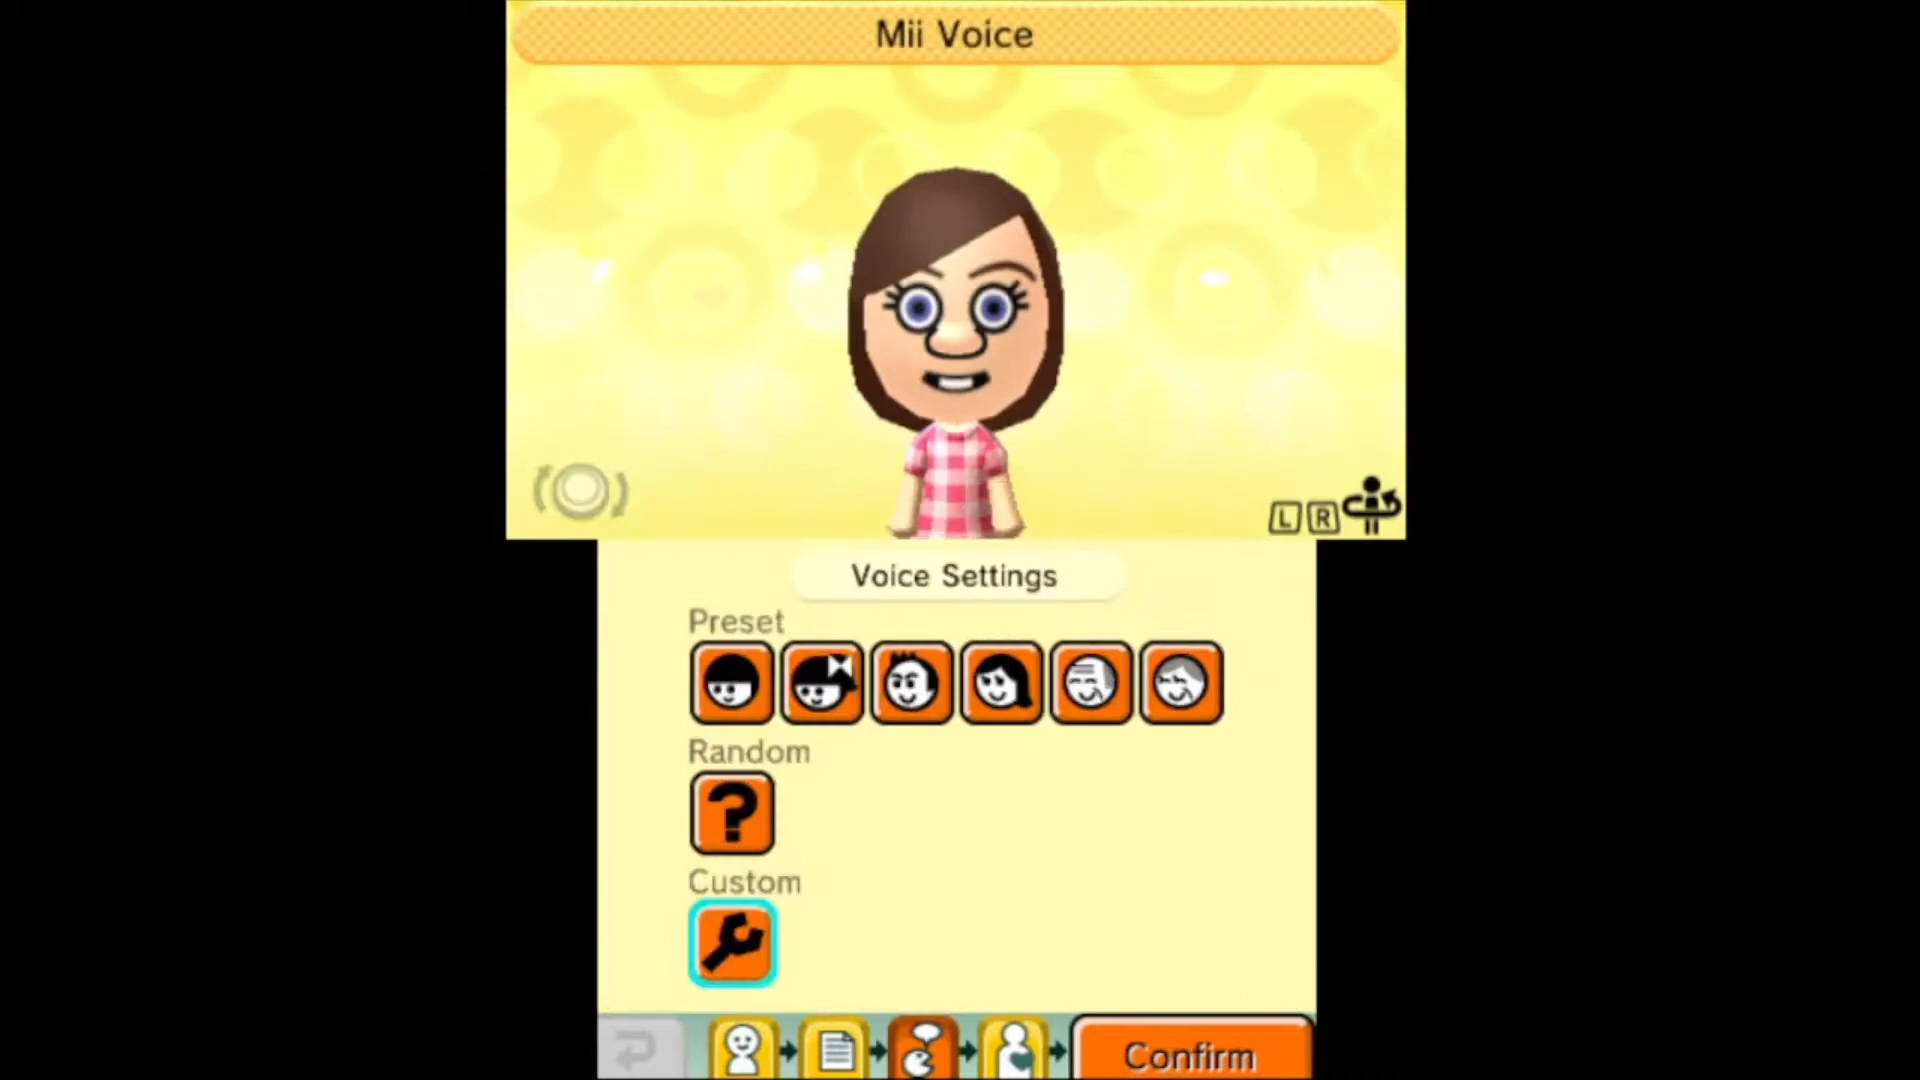 Mii Voice
L R
Voice Settings
Preset
Random
?
Custom
Confirm